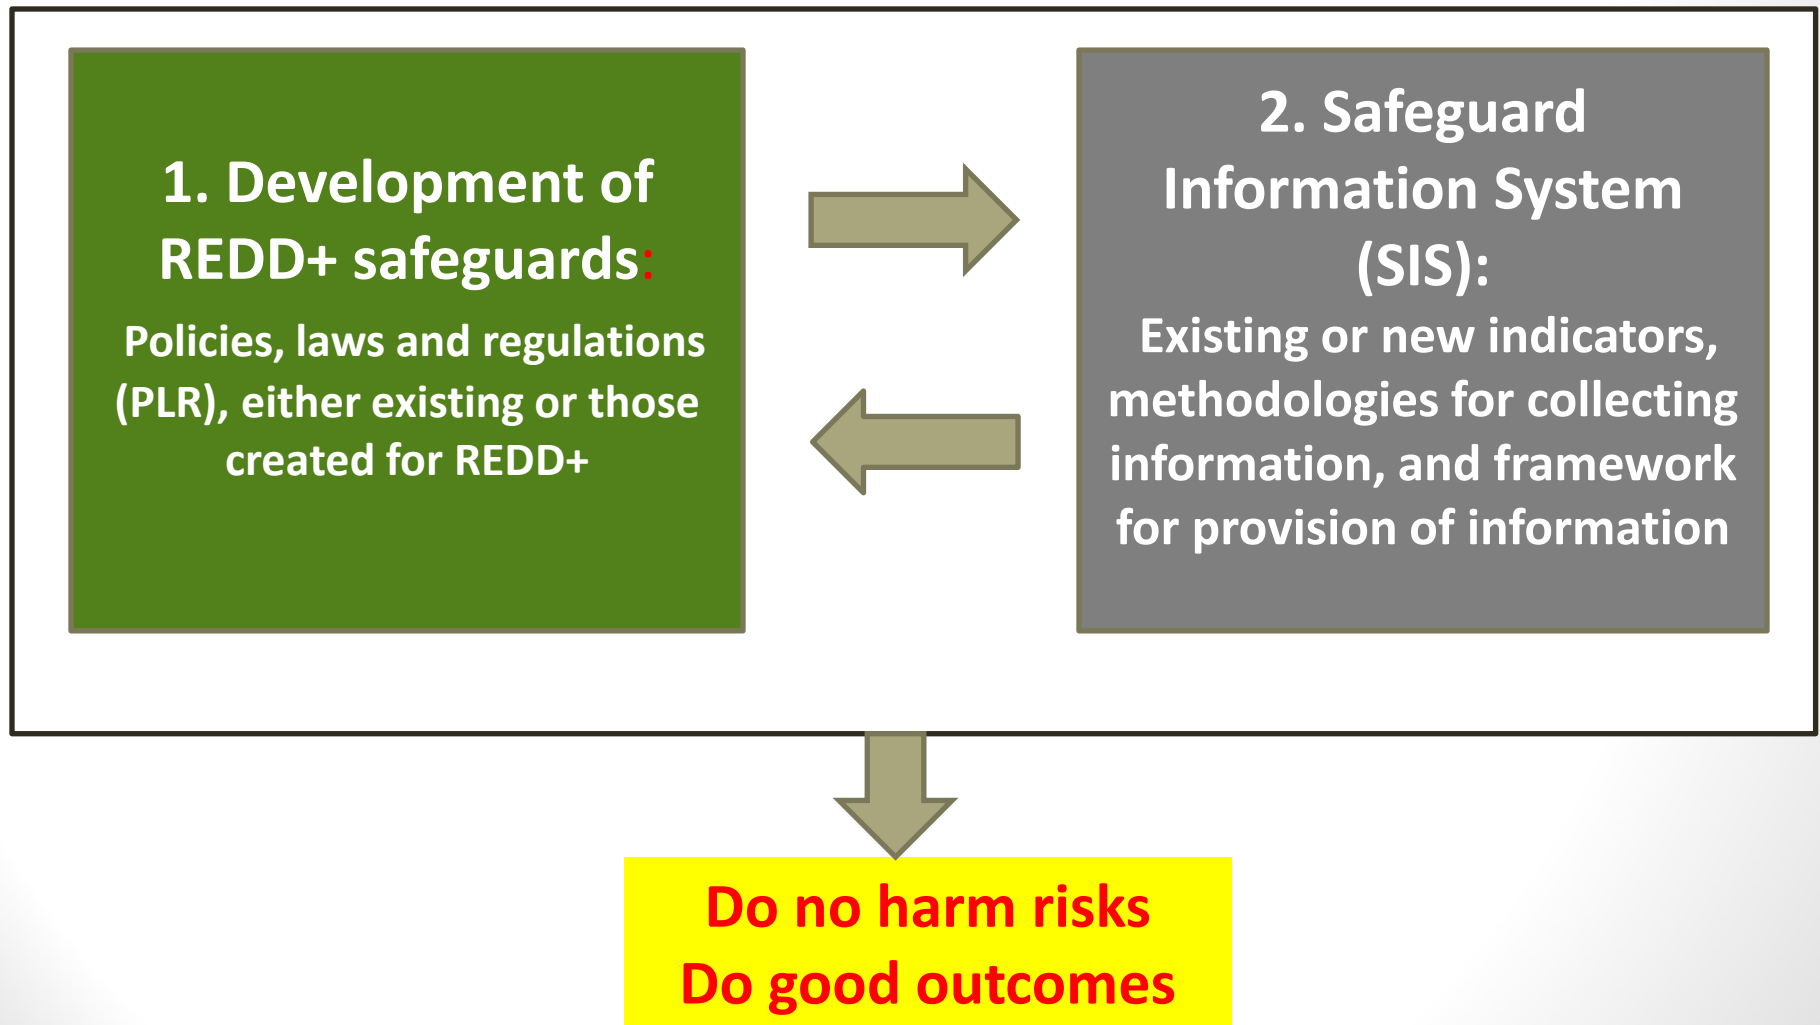 1. Development of
REDD+ safeguards:
Policies, laws and regulations
(PLR), either existing or those
created for REDD+
2. Safeguard
Information System
(SIS):
Existing or new indicators,
methodologies for collecting
information, and framework
for provision of information
Do no harm risks
Do good outcomes